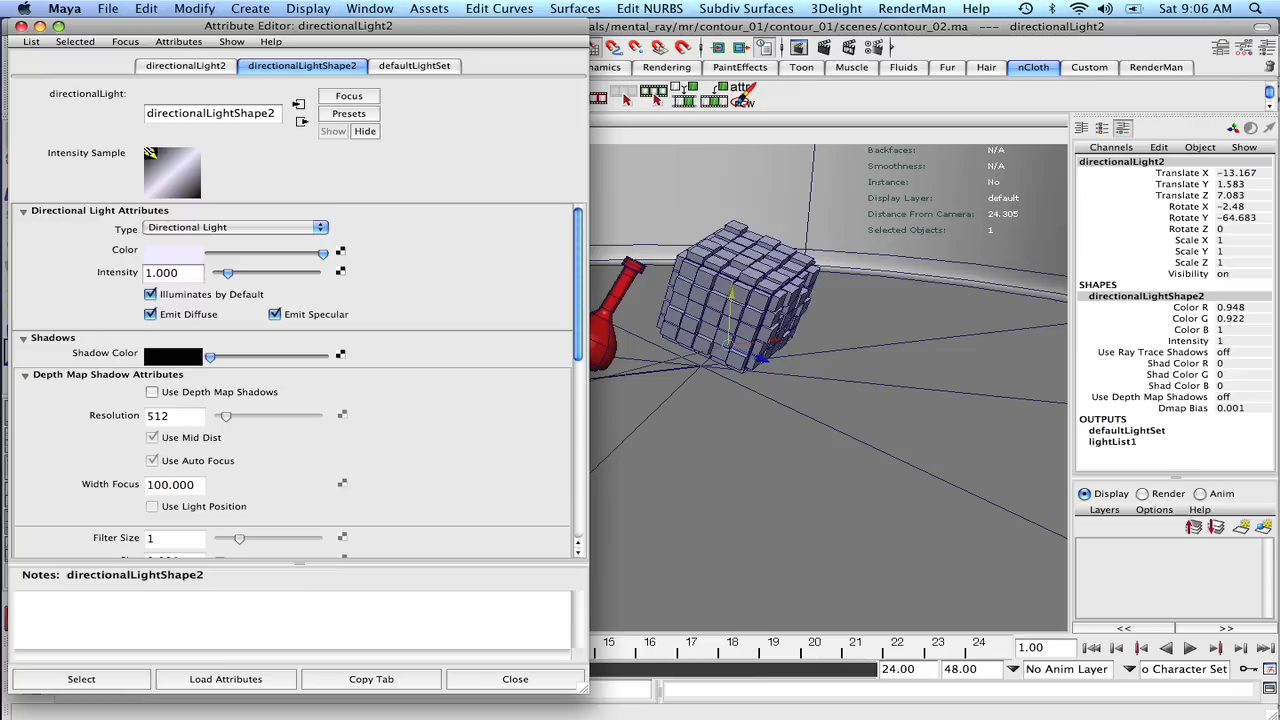 Maya File Edit Modify Create Display Window Assets Edit Curves Surfaces Edit NURBS Subdiv Surfaces 3Delight RenderMan Sat 9:06 AM
Attribute Editor: directionalLight2
als/mental_ray/mr/contour_01/contour_01/scenes/contour_02.ma --- directionalLight2
List Selected Focus Attributes Show Help
directionalLight2 directionalLightShape2 defaultLightSet
namics Rendering PaintEffects Toon Muscle Fluids Fur Hair nCloth Custom RenderMan
attr
directionalLight: directionalLightShape2
Focus
Presets
Show Hide
Intensity Sample
Directional Light Attributes
Type Directional Light
Color
Intensity 1.000
Illuminates by Default
Emit Diffuse Emit Specular
Shadows
Shadow Color
Depth Map Shadow Attributes
Use Depth Map Shadows
Resolution 512
Use Mid Dist
Use Auto Focus
Width Focus 100.000
Use Light Position
Filter Size 1
Notes: directionalLightShape2
Select Load Attributes Copy Tab Close
Backfaces: N/A
Smoothness: N/A
Instance: No
Display Layer: default
Distance From Camera: 24.305
Selected Objects: 1
Channels Edit Object Show
directionalLight2
Translate X -13.167
Translate Y 1.583
Translate Z 7.083
Rotate X -2.48
Rotate Y -64.683
Rotate Z 0
Scale X 1
Scale Y 1
Scale Z 1
Visibility on
SHAPES
directionalLightShape2
Color R 0.948
Color G 0.922
Color B 1
Intensity 1
Use Ray Trace Shadows off
Shad Color R 0
Shad Color G 0
Shad Color B 0
Use Depth Map Shadows off
Dmap Bias 0.001
OUTPUTS
defaultLightSet
lightList1
Display Render Anim
Layers Options Help
<< >>
15 16 17 18 19 20 21 22 23 24
1.00
24.00 48.00 No Anim Layer o Character Set